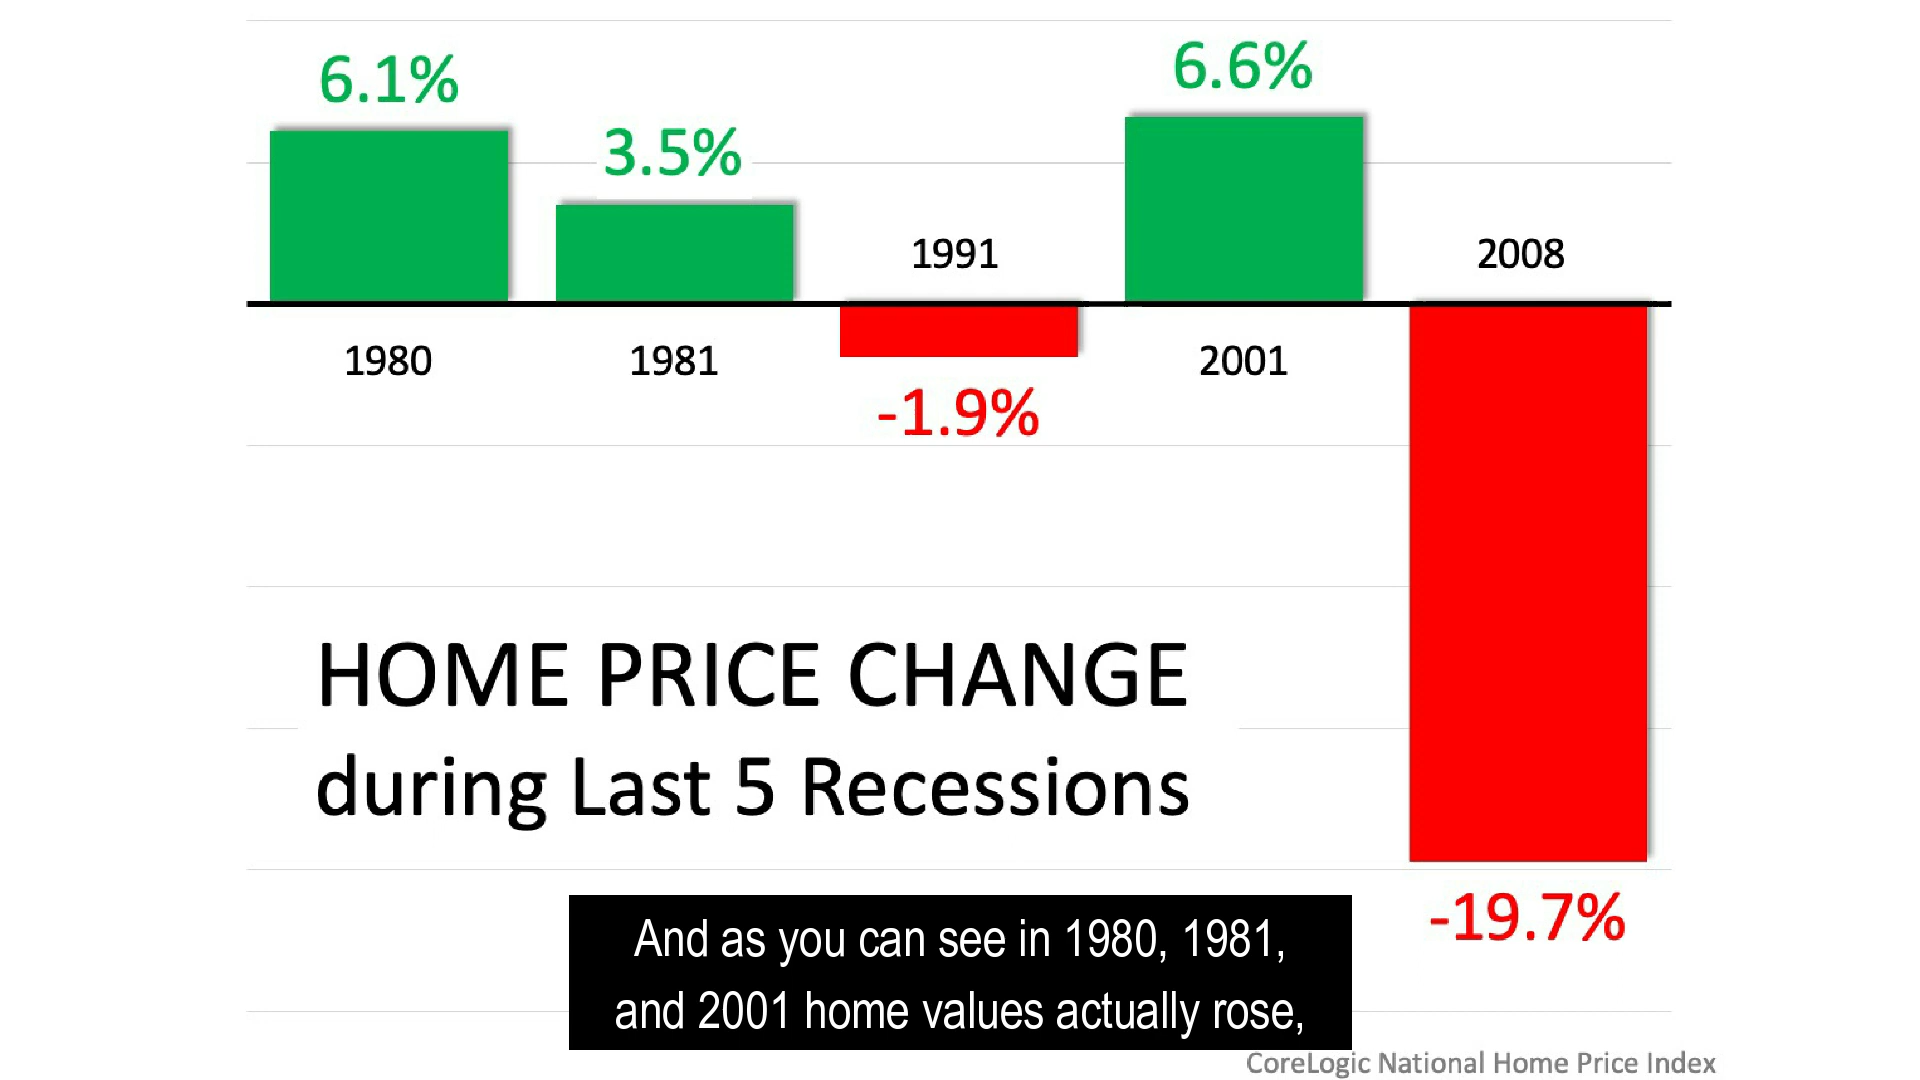 6.1%
3.5%
6.6%
1991
2008
1980
1981
2001
-1.9%
HOME PRICE CHANGE
during Last 5 Recessions
-19.7%
And as you can see in 1980, 1981,
and 2001 home values actually rose,
CoreLogic National Home Price Index